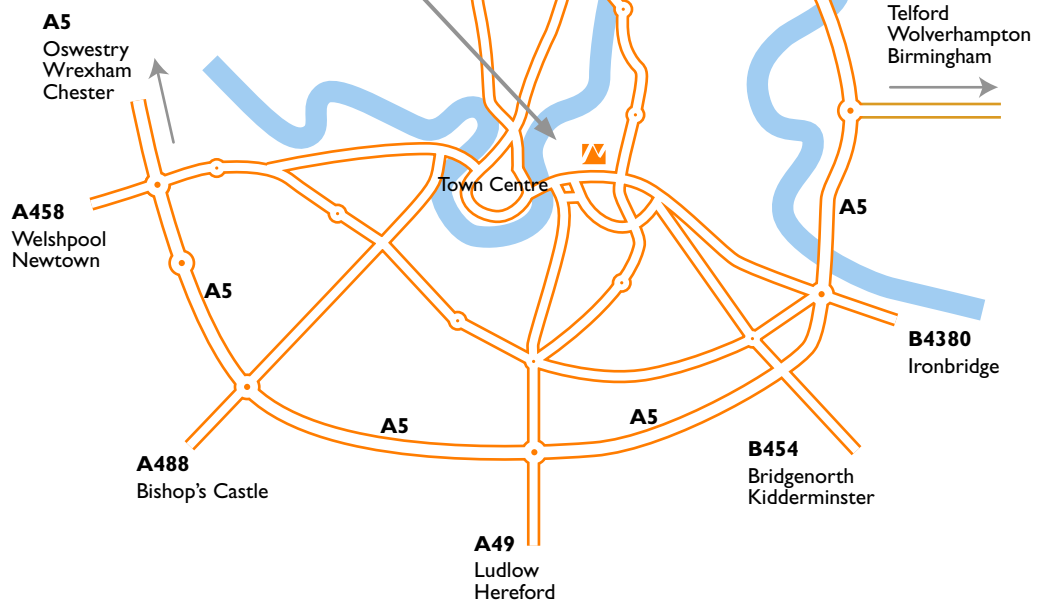 A5
Oswestry
Wrexham
Chester
Telford
Wolverhampton
Birmingham
Town Centre
A458
Welshpool
Newtown
A5
A5
B4380
Ironbridge
A5
A5
A488
Bishop's Castle
B454
Bridgenorth
Kidderminster
A49
Ludlow
Hereford